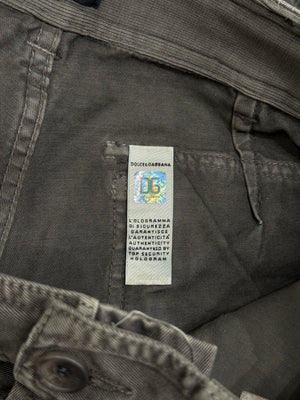 DOLCE&GABBANA
DG
L'OLOGRAMMA
DI SICUREZZA
GARANTISCE
L'AUTENTICITÀ
AUTHENTICITY
GUARANTEED BY
TOP SECURITY
HOLOGRAM